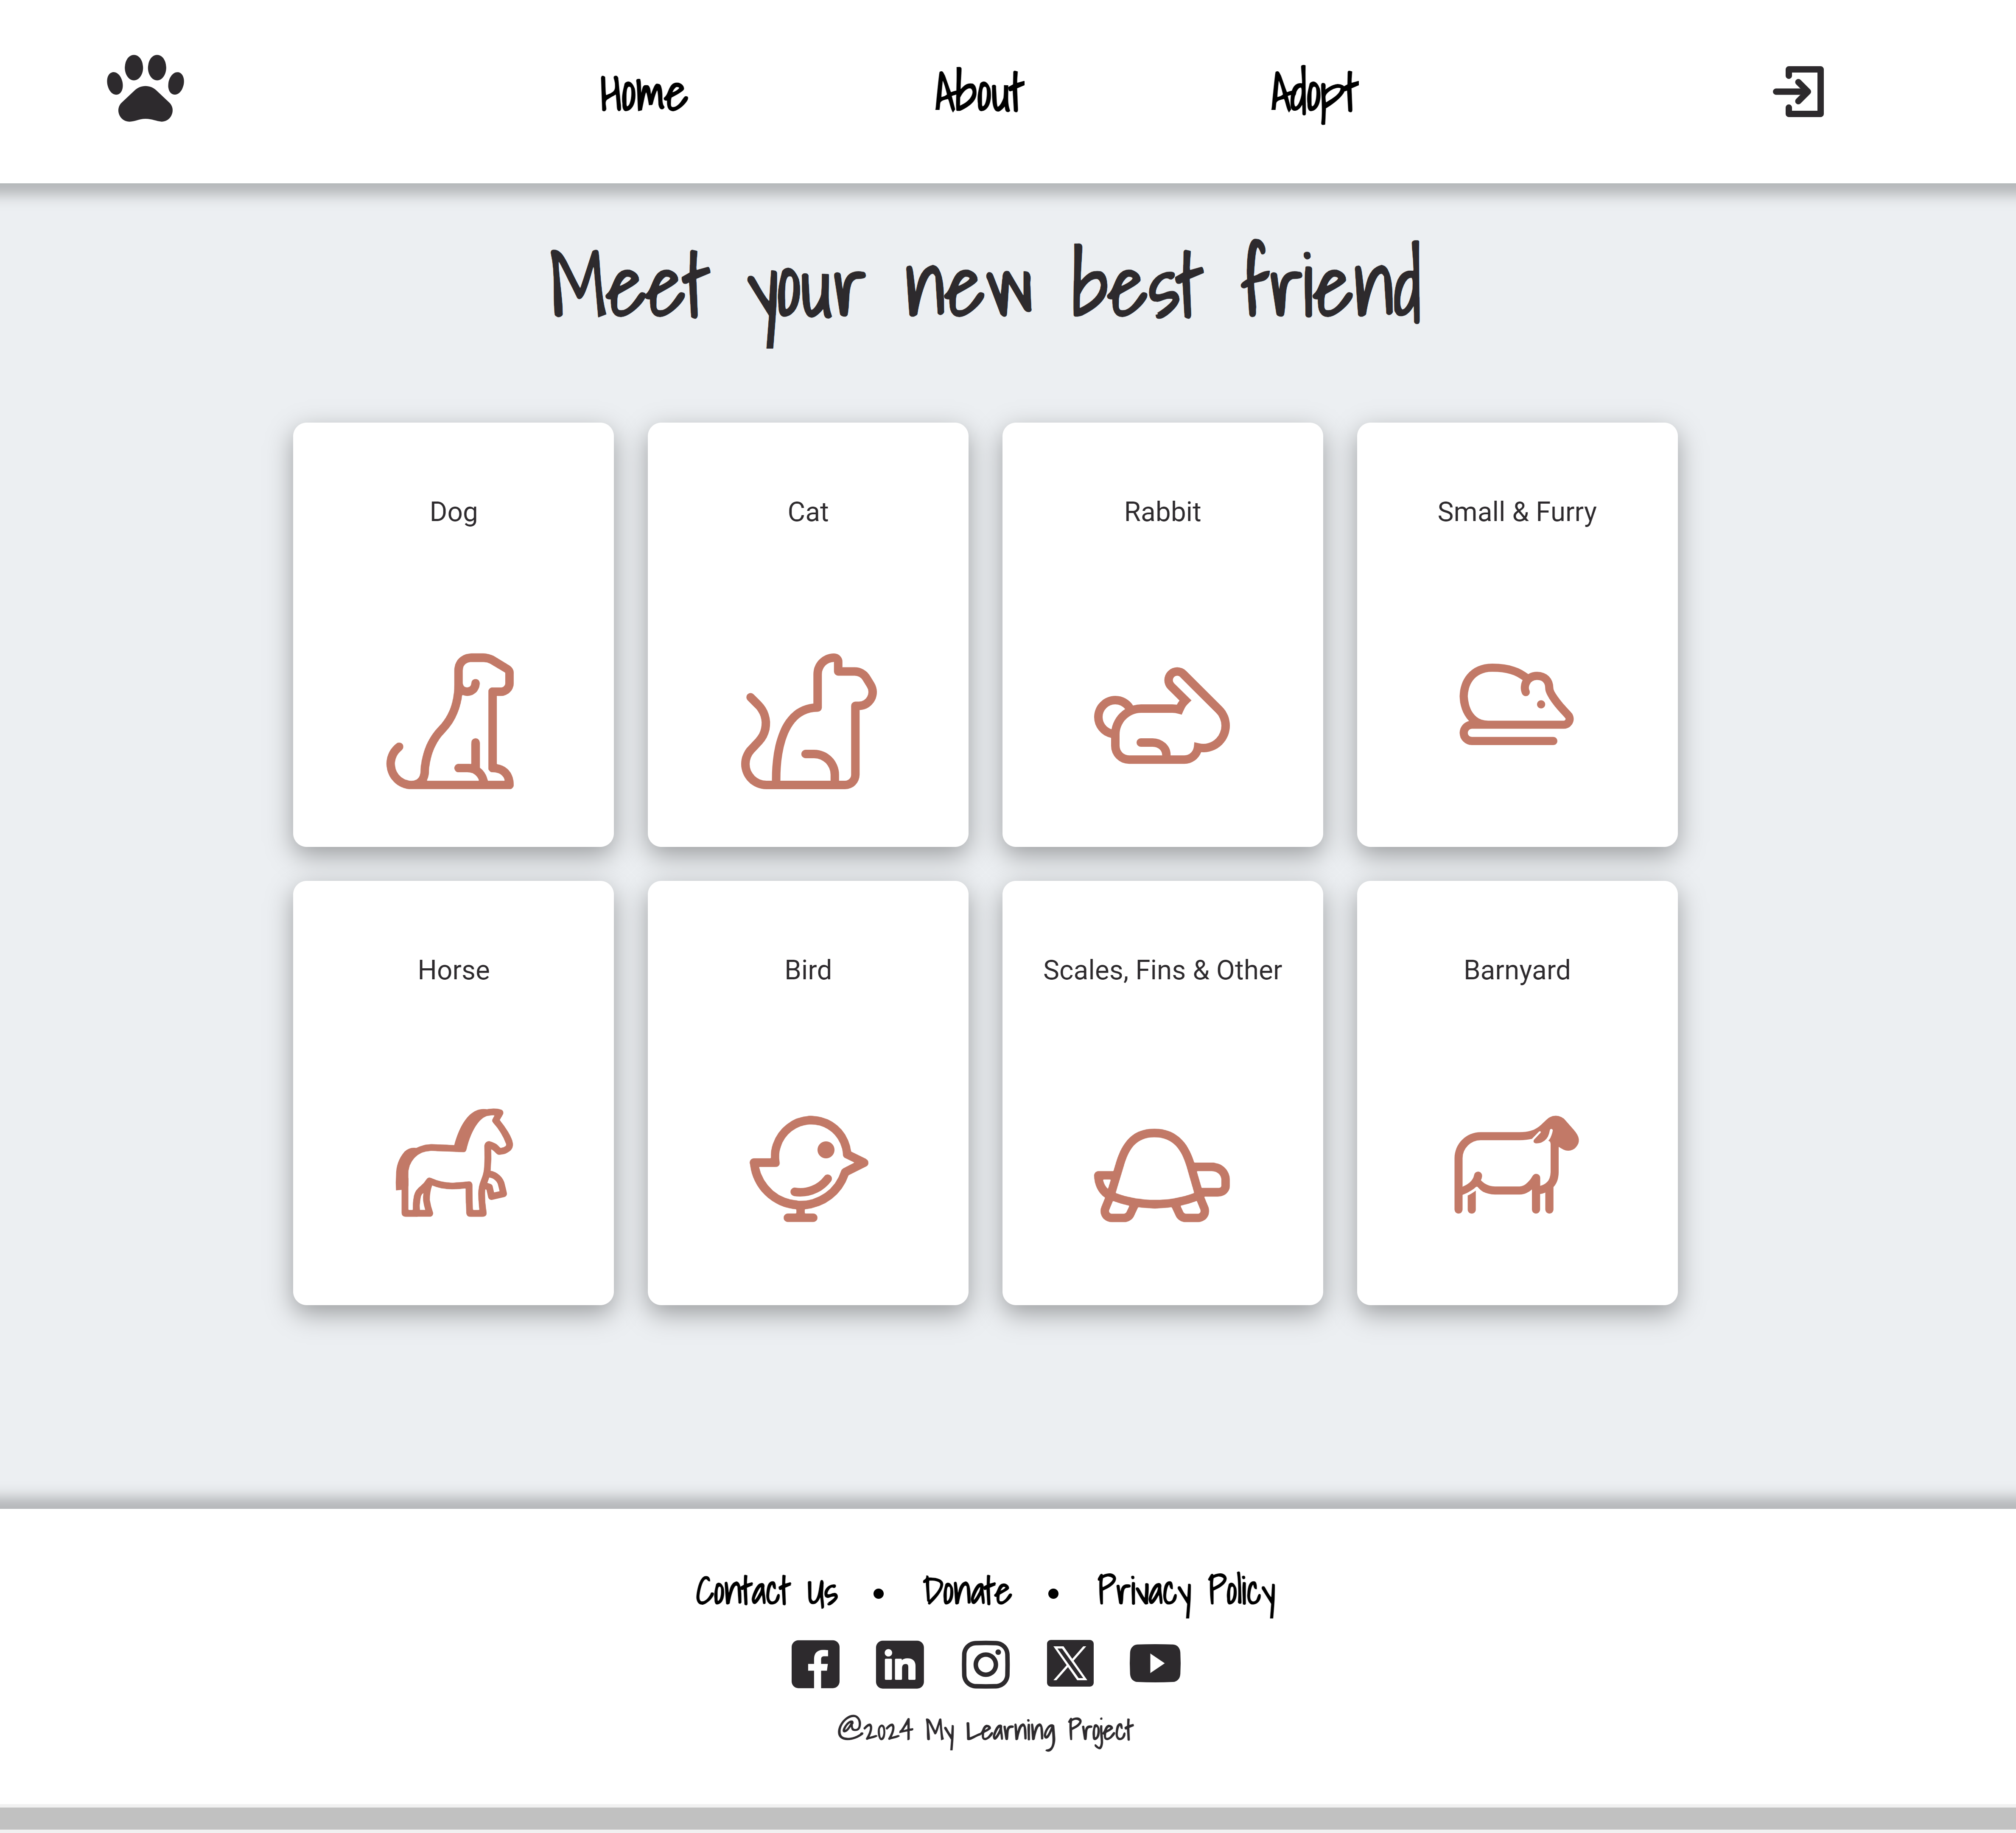 Home About Adopt
Meet your new best friend
Dog
Cat
Rabbit
Small & Furry
Horse
Bird
Scales, Fins & Other
Barnyard
Contact Us • Donate • Privacy Policy
@2024 My Learning Project